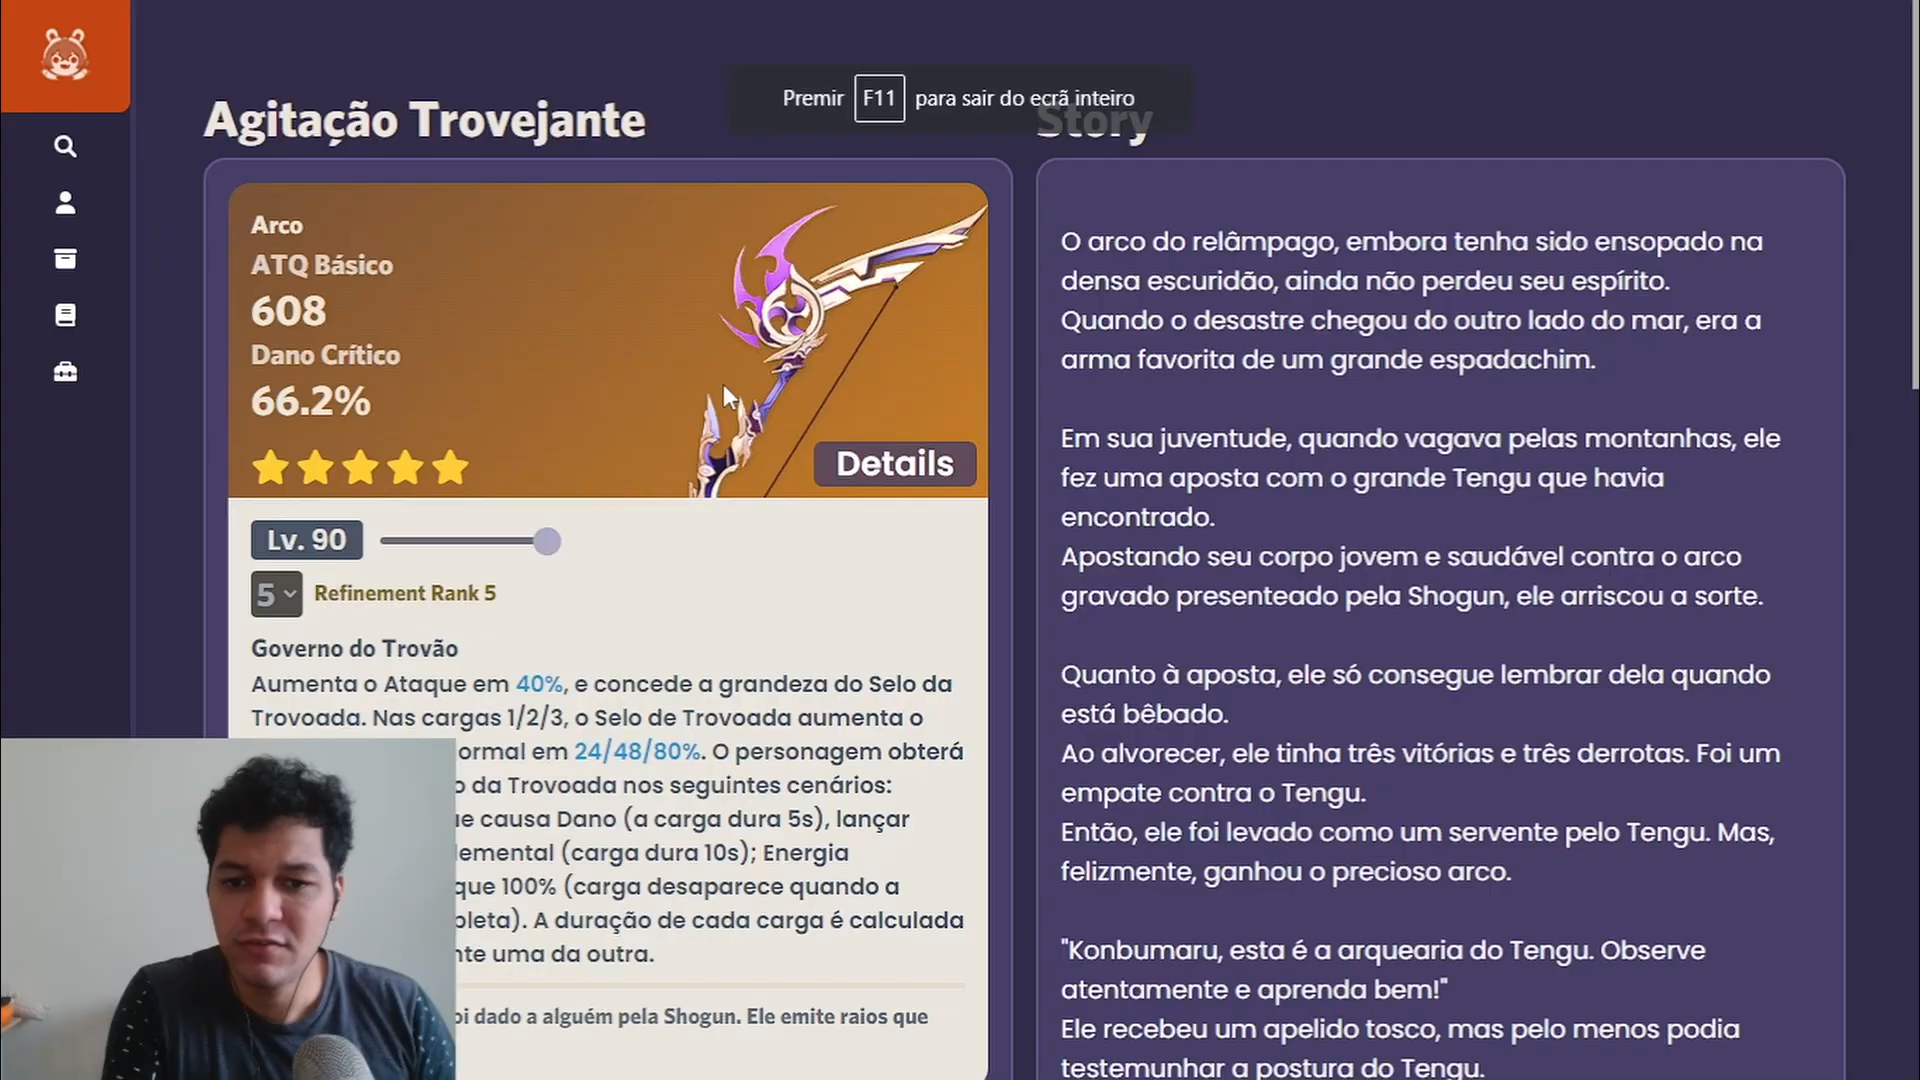 Premir F11 para sair do ecrã inteiro
Agitação Trovejante
Arco
ATQ Básico
608
Dano Crítico
66.2%
Details
Lv. 90
5
Refinement Rank 5
Governo do Trovão
Aumenta o Ataque em 40%, e concede a grandeza do Selo da
Trovoada. Nas cargas 1/2/3, o Selo de Trovoada aumenta o
em 24/48/80%. O personagem obterá
da Trovoada nos seguintes cenários:
causa Dano (a carga dura 5s), lançar
(carga dura 10s); Energia
que 100% (carga desaparece quando a
A duração de cada carga é calculada
uma da outra.
dado a alguém pela Shogun. Ele emite raios que
Story
O arco do relâmpago, embora tenha sido ensopado na
densa escuridão, ainda não perdeu seu espírito.
Quando o desastre chegou do outro lado do mar, era a
arma favorita de um grande espadachim.
Em sua juventude, quando vagava pelas montanhas, ele
fez uma aposta com o grande Tengu que havia
encontrado.
Apostando seu corpo jovem e saudável contra o arco
gravado presenteado pela Shogun, ele arriscou a sorte.
Quanto à aposta, ele só consegue lembrar dela quando
está bêbado.
Ao alvorecer, ele tinha três vitórias e três derrotas. Foi um
empate contra o Tengu.
Então, ele foi levado como um servente pelo Tengu. Mas,
felizmente, ganhou o precioso arco.
"Konbumaru, esta é a arquearia do Tengu. Observe
atentamente e aprenda bem!"
Ele recebeu um apelido tosco, mas pelo menos podia
testemunhar a postura do Tengu.